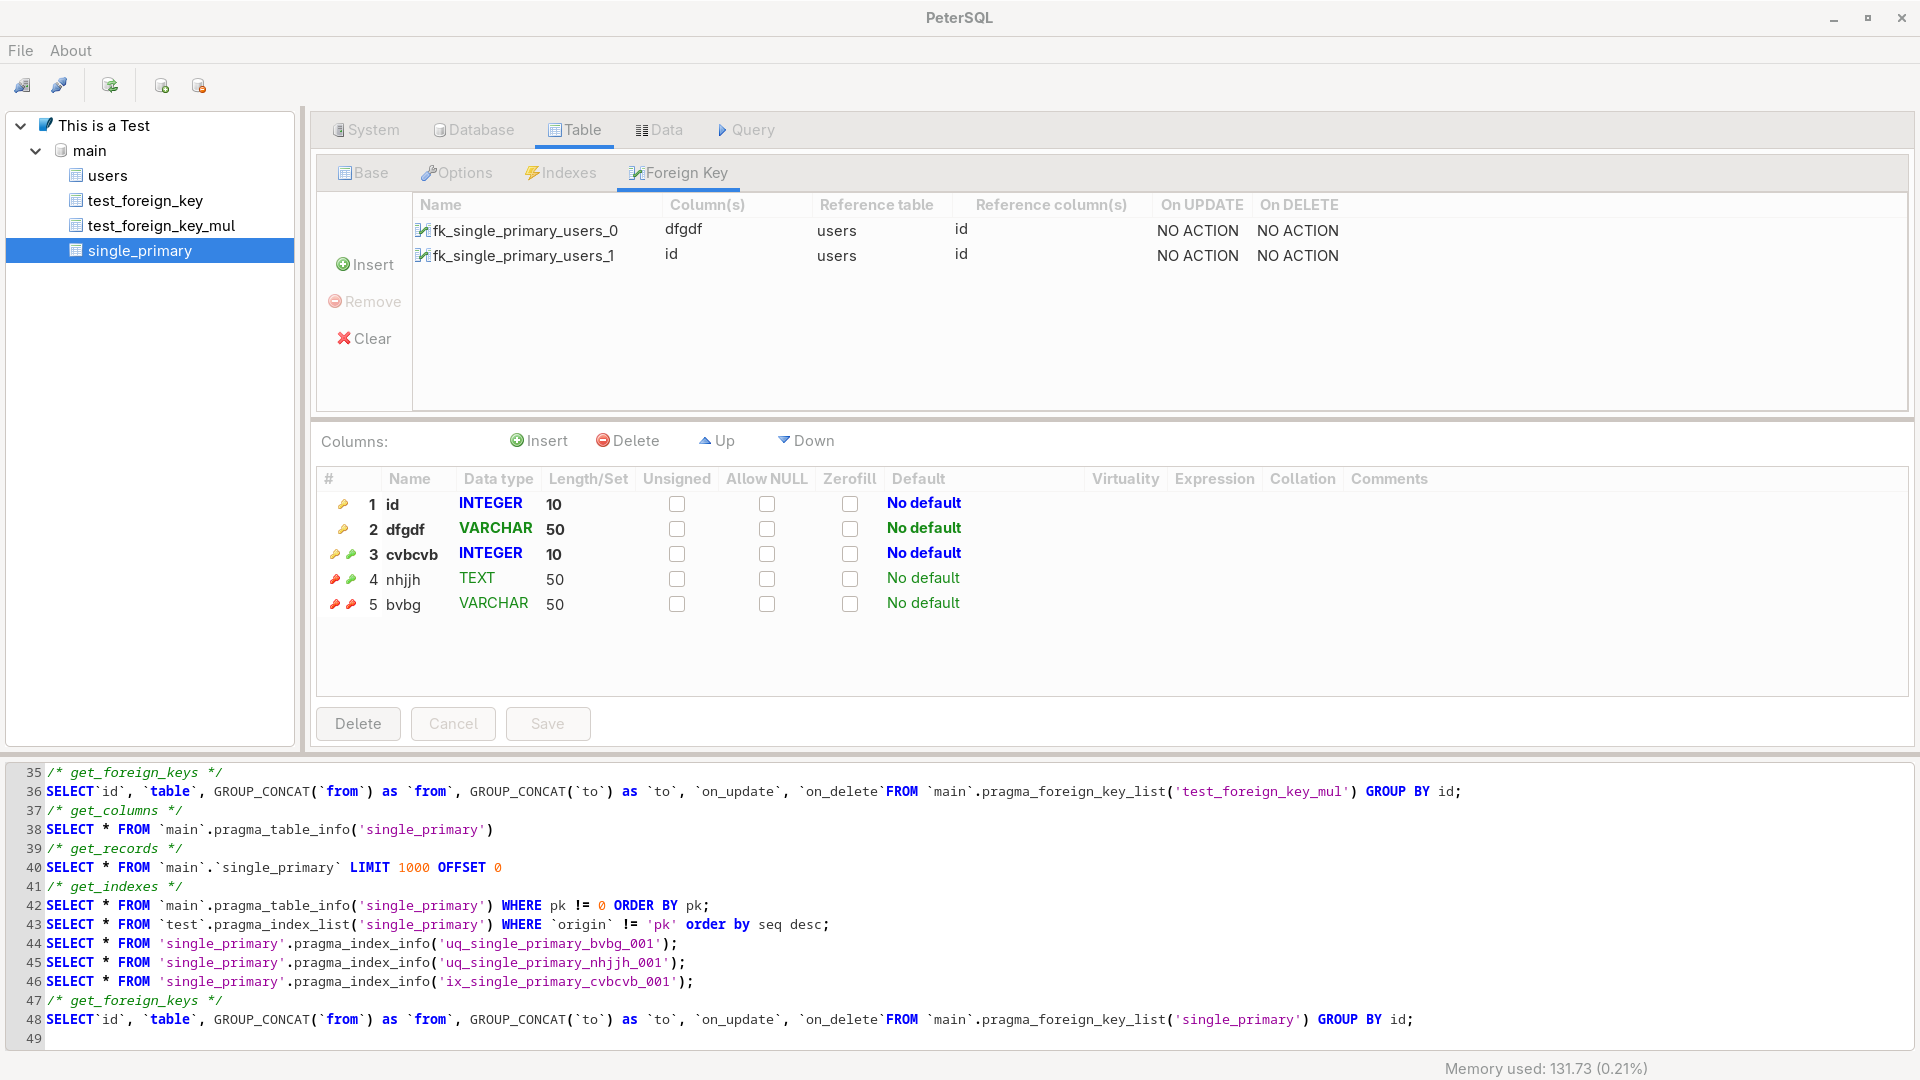 PeterSQL
File About
This is a Test
main
users
test_foreign_key
test_foreign_key_mul
single_primary
System Database Table Data Query
Base Options Indexes Foreign Key
Insert
Remove
Clear
Name Column(s) Reference table Reference column(s) On UPDATE On DELETE
fk_single_primary_users_0 dfgdf users id NO ACTION NO ACTION
fk_single_primary_users_1 id users id NO ACTION NO ACTION
Columns: Insert Delete Up Down
# Name Data type Length/Set Unsigned Allow NULL Zerofill Default Virtuality Expression Collation Comments
1 id INTEGER 10 No default
2 dfgdf VARCHAR 50 No default
3 cvbcvb INTEGER 10 No default
4 nhjjh TEXT 50 No default
5 bvbg VARCHAR 50 No default
Delete Cancel Save
35 /* get_foreign_keys */
36 SELECT`id`, `table`, GROUP_CONCAT(`from`) as `from`, GROUP_CONCAT(`to`) as `to`, `on_update`, `on_delete`FROM `main`.pragma_foreign_key_list('test_foreign_key_mul') GROUP BY id;
37 /* get_columns */
38 SELECT * FROM `main`.pragma_table_info('single_primary')
39 /* get_records */
40 SELECT * FROM `main`.`single_primary` LIMIT 1000 OFFSET 0
41 /* get_indexes */
42 SELECT * FROM `main`.pragma_table_info('single_primary') WHERE pk != 0 ORDER BY pk;
43 SELECT * FROM `test`.pragma_index_list('single_primary') WHERE `origin` != 'pk' order by seq desc;
44 SELECT * FROM 'single_primary'.pragma_index_info('uq_single_primary_bvbg_001');
45 SELECT * FROM 'single_primary'.pragma_index_info('uq_single_primary_nhjjh_001');
46 SELECT * FROM 'single_primary'.pragma_index_info('ix_single_primary_cvbcvb_001');
47 /* get_foreign_keys */
48 SELECT`id`, `table`, GROUP_CONCAT(`from`) as `from`, GROUP_CONCAT(`to`) as `to`, `on_update`, `on_delete`FROM `main`.pragma_foreign_key_list('single_primary') GROUP BY id;
49
Memory used: 131.73 (0.21%)